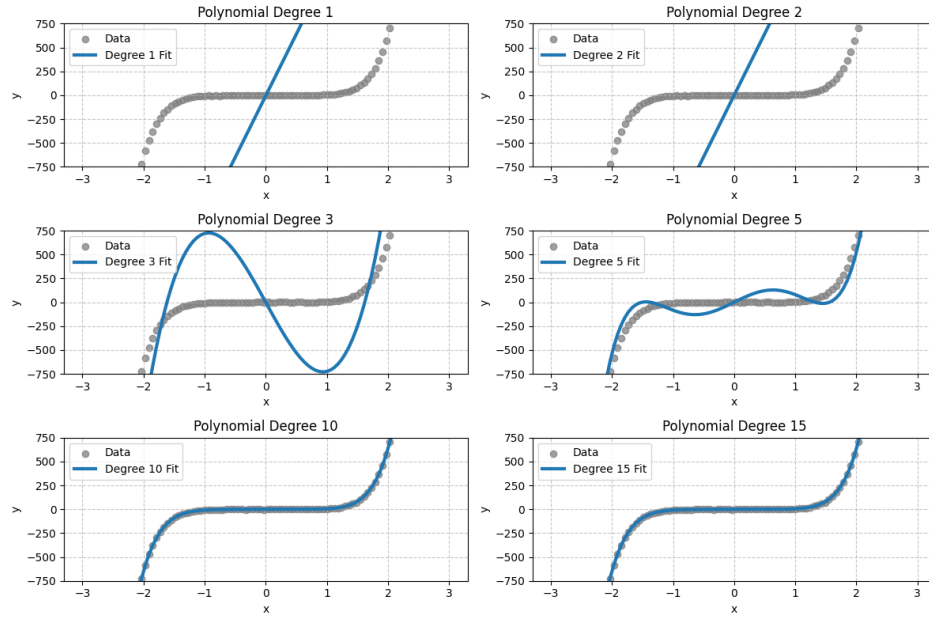 Polynomial Degree 1
750
500
250
0
−250
−500
−750
y
Data
Degree 1 Fit
−3 −2 −1 0 1 2 3
x
Polynomial Degree 2
750
500
250
0
−250
−500
−750
y
Data
Degree 2 Fit
−3 −2 −1 0 1 2 3
x
Polynomial Degree 3
750
500
250
0
−250
−500
−750
y
Data
Degree 3 Fit
−3 −2 −1 0 1 2 3
x
Polynomial Degree 5
750
500
250
0
−250
−500
−750
y
Data
Degree 5 Fit
−3 −2 −1 0 1 2 3
x
Polynomial Degree 10
750
500
250
0
−250
−500
−750
y
Data
Degree 10 Fit
−3 −2 −1 0 1 2 3
x
Polynomial Degree 15
750
500
250
0
−250
−500
−750
y
Data
Degree 15 Fit
−3 −2 −1 0 1 2 3
x